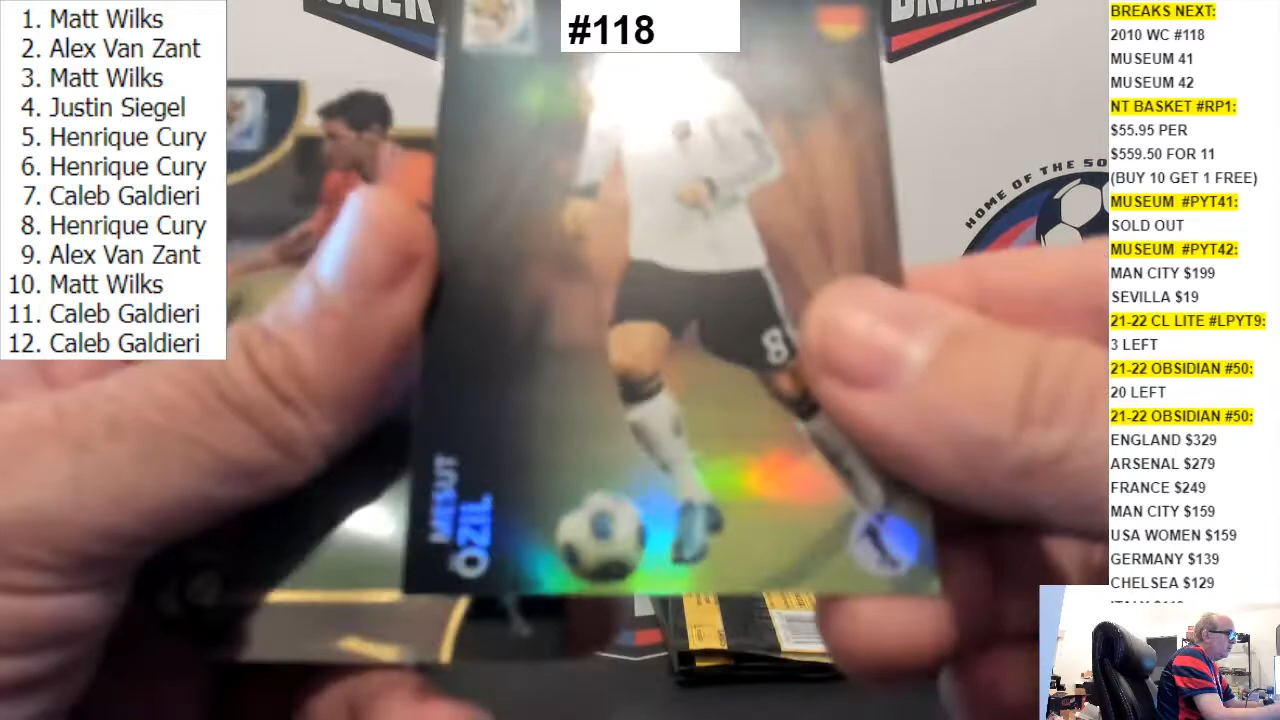 1. Matt Wilks
2. Alex Van Zant
3. Matt Wilks
4. Justin Siegel
5. Henrique Cury
6. Henrique Cury
7. Caleb Galdieri
8. Henrique Cury
9. Alex Van Zant
10. Matt Wilks
11. Caleb Galdieri
12. Caleb Galdieri
#118
HOME OF THE SO
8
MESUT
ÖZIL
BREAKS NEXT:
2010 WC #118
MUSEUM 41
MUSEUM 42
NT BASKET #RP1:
$55.95 PER
$559.50 FOR 11
(BUY 10 GET 1 FREE)
MUSEUM #PYT41:
SOLD OUT
MUSEUM #PYT42:
MAN CITY $199
SEVILLA $19
21-22 CL LITE #LPYT9:
3 LEFT
21-22 OBSIDIAN #50:
20 LEFT
21-22 OBSIDIAN #50:
ENGLAND $329
ARSENAL $279
FRANCE $249
MAN CITY $159
USA WOMEN $159
GERMANY $139
CHELSEA $129